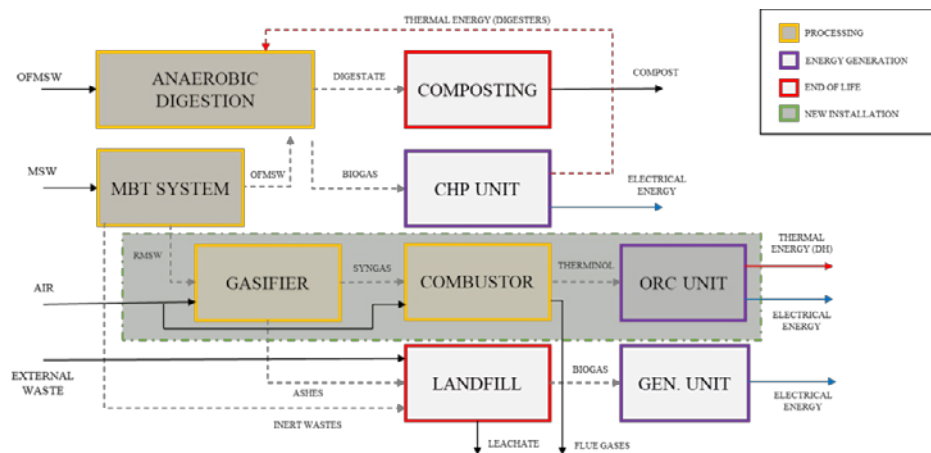 THERMAL ENERGY (DIGESTERS)
PROCESSING
ENERGY GENERATION
END OF LIFE
NEW INSTALLATION
OFMSW
ANAEROBIC
DIGESTION
DIGESTATE
COMPOSTING
COMPOST
MSW
MBT SYSTEM
OFMSW
BIOGAS
CHP UNIT
ELECTRICAL
ENERGY
RMSW
GASIFIER
SYNGAS
COMBUSTOR
THERMINOL
ORC UNIT
THERMAL
ENERGY (DH)
AIR
ELECTRICAL
ENERGY
EXTERNAL
WASTE
ASHES
LANDFILL
BIOGAS
GEN. UNIT
ELECTRICAL
ENERGY
INERT WASTES
LEACHATE
FLUE GASES